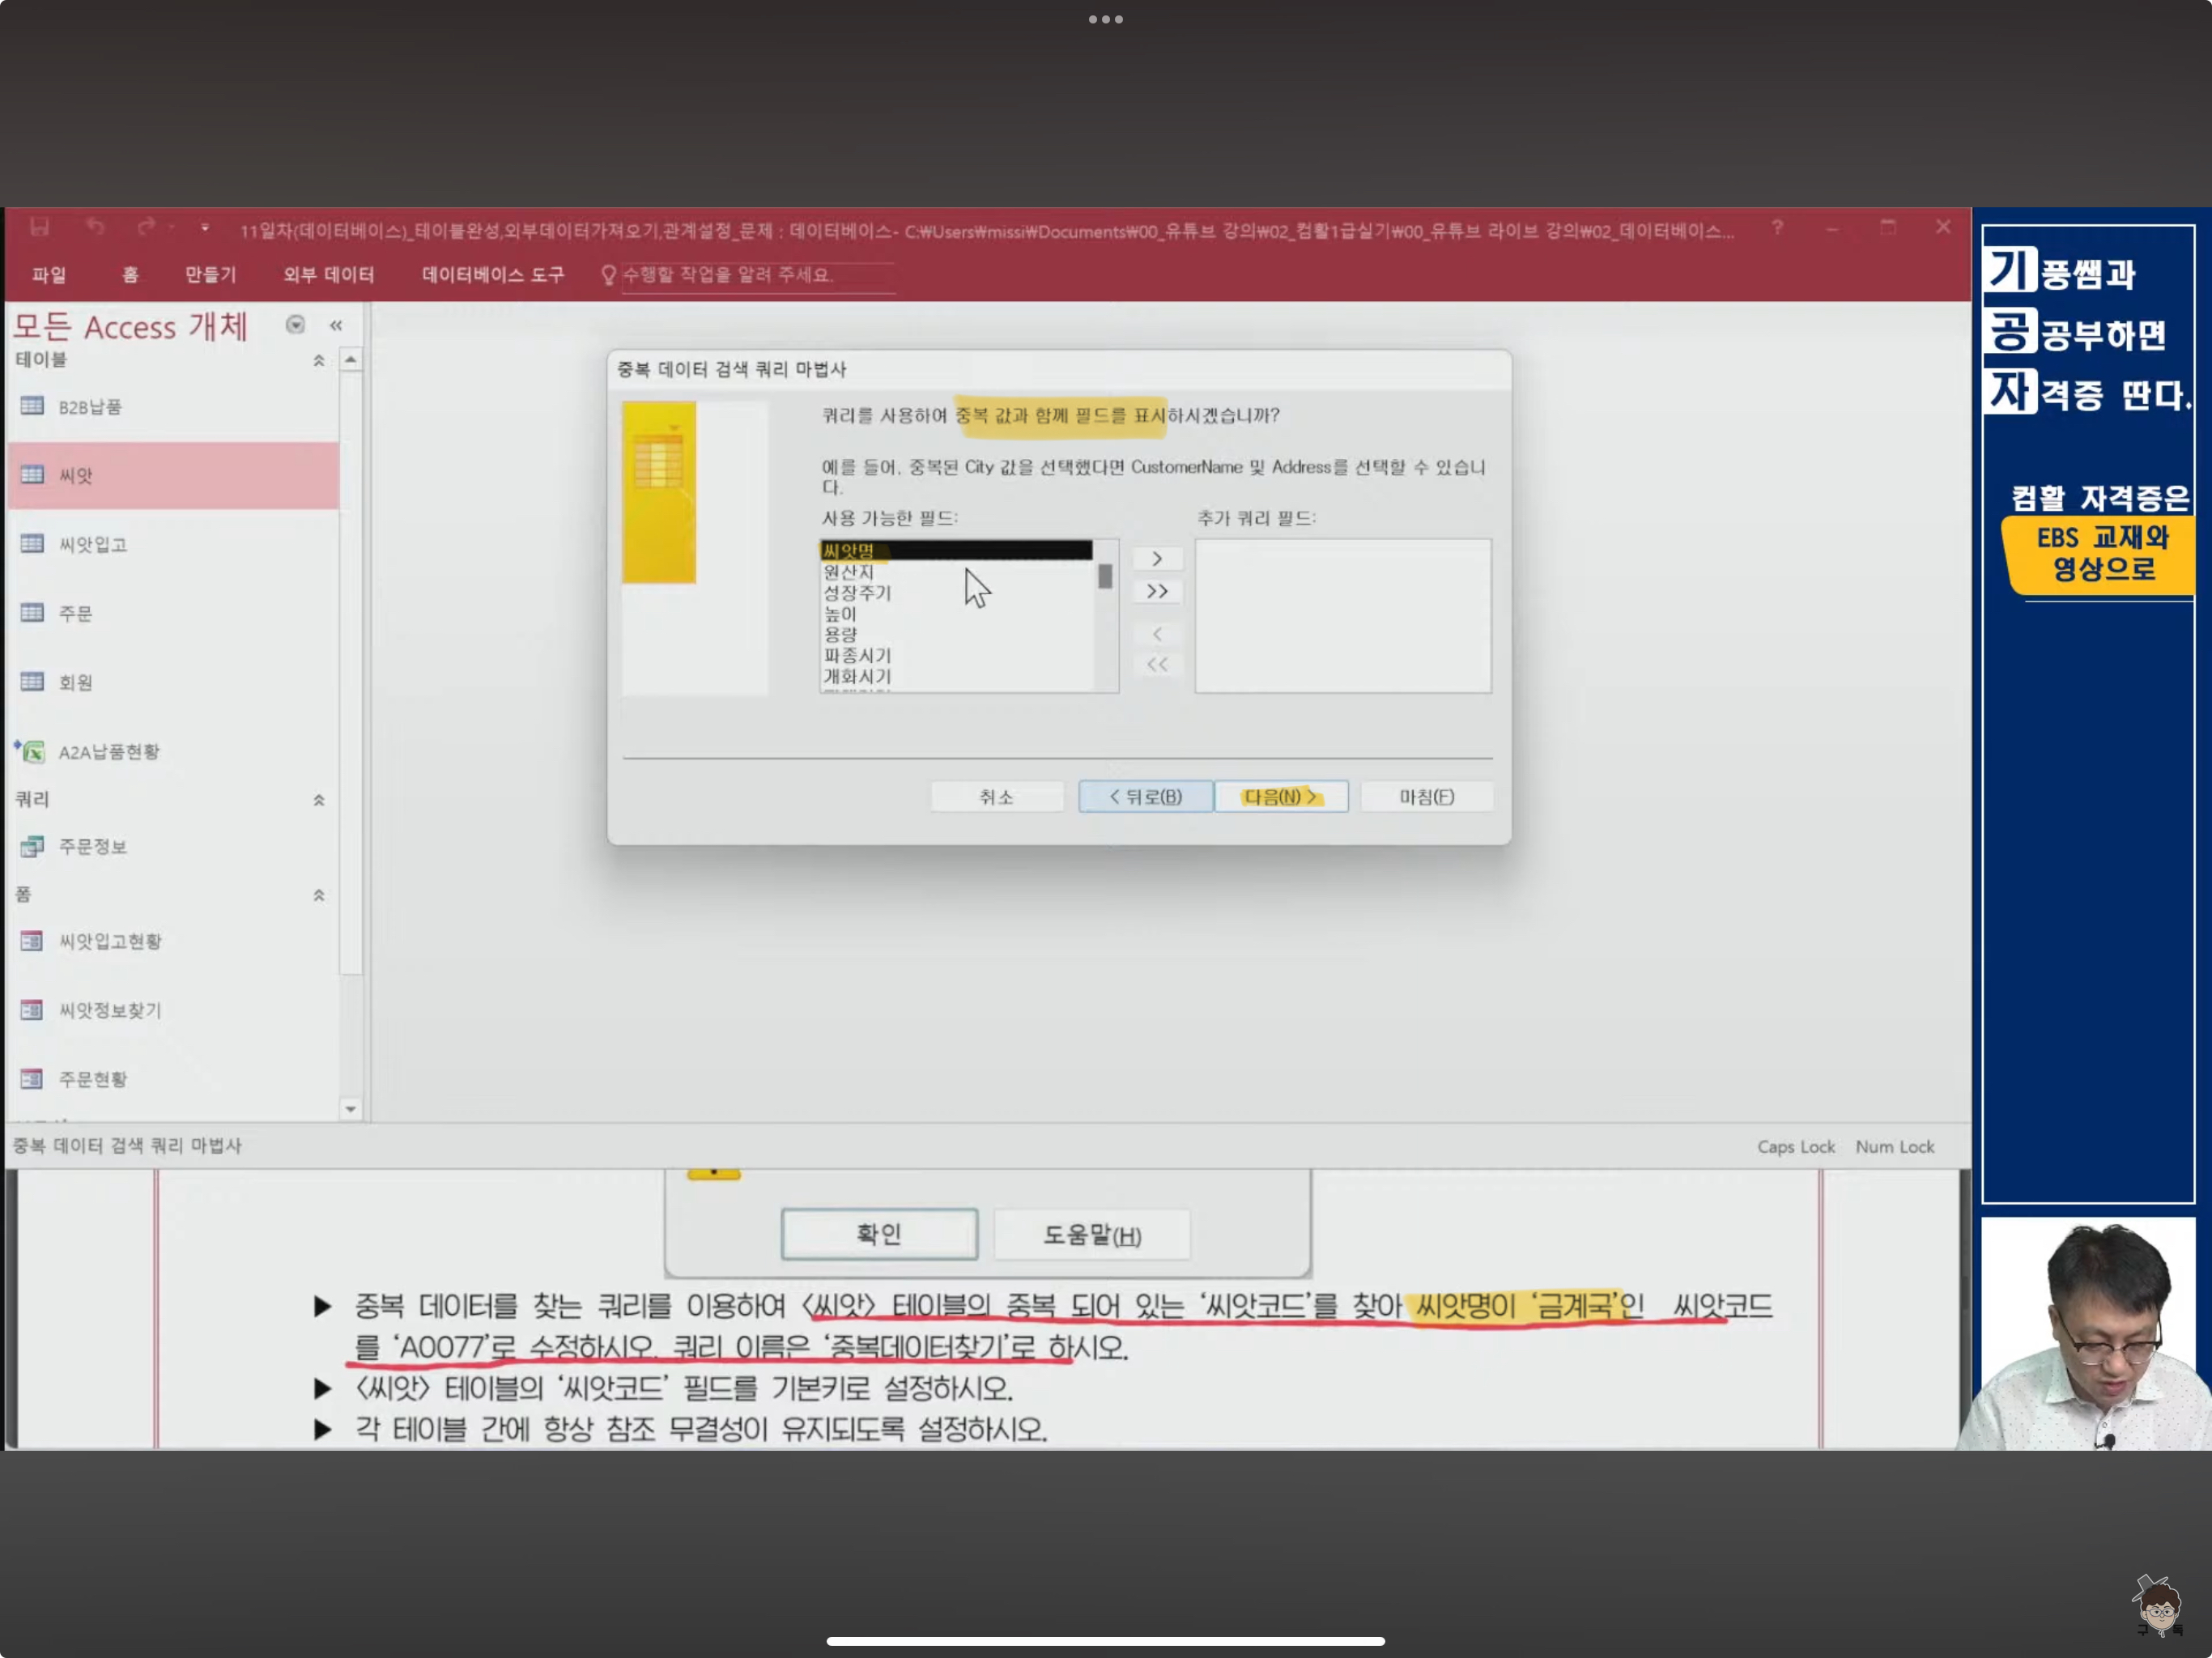 11일차(데이터베이스)_테이블완성,외부데이터가져오기,관계설정_문제 : 데이터베이스- C:₩Users₩missi₩Documents₩00_유튜브 강의₩02_컴활1급실기₩00_유튜브 라이브 강의₩02_데이터베이스...
파일 홈 만들기 외부 데이터 데이터베이스 도구 수행할 작업을 알려 주세요.
모든 Access 개체
테이블
B2B납품
씨앗
씨앗입고
주문
회원
A2A납품현황
쿼리
주문정보
폼
씨앗입고현황
씨앗정보찾기
주문현황
중복 데이터 검색 쿼리 마법사
쿼리를 사용하여 중복 값과 함께 필드를 표시하시겠습니까?
예를 들어, 중복된 City 값을 선택했다면 CustomerName 및 Address를 선택할 수 있습니
다.
사용 가능한 필드:
추가 쿼리 필드:
씨앗명
원산지
성장주기
높이
용량
파종시기
개화시기
>
>>
<
<<
취소 < 뒤로(B) 다음(N) > 마침(F)
중복 데이터 검색 쿼리 마법사
Caps Lock Num Lock
확인 도움말(H)
▶ 중복 데이터를 찾는 쿼리를 이용하여 〈씨앗〉 테이블의 중복 되어 있는 ‘씨앗코드’를 찾아 씨앗명이 ‘금계국’인 씨앗코드
를 ‘A0077’로 수정하시오. 쿼리 이름은 ‘중복데이터찾기’로 하시오.
▶ 〈씨앗〉 테이블의 ‘씨앗코드’ 필드를 기본키로 설정하시오.
▶ 각 테이블 간에 항상 참조 무결성이 유지되도록 설정하시오.
기풍쌤과
공공부하면
자격증 딴다.
컴활 자격증은
EBS 교재와
영상으로
구독